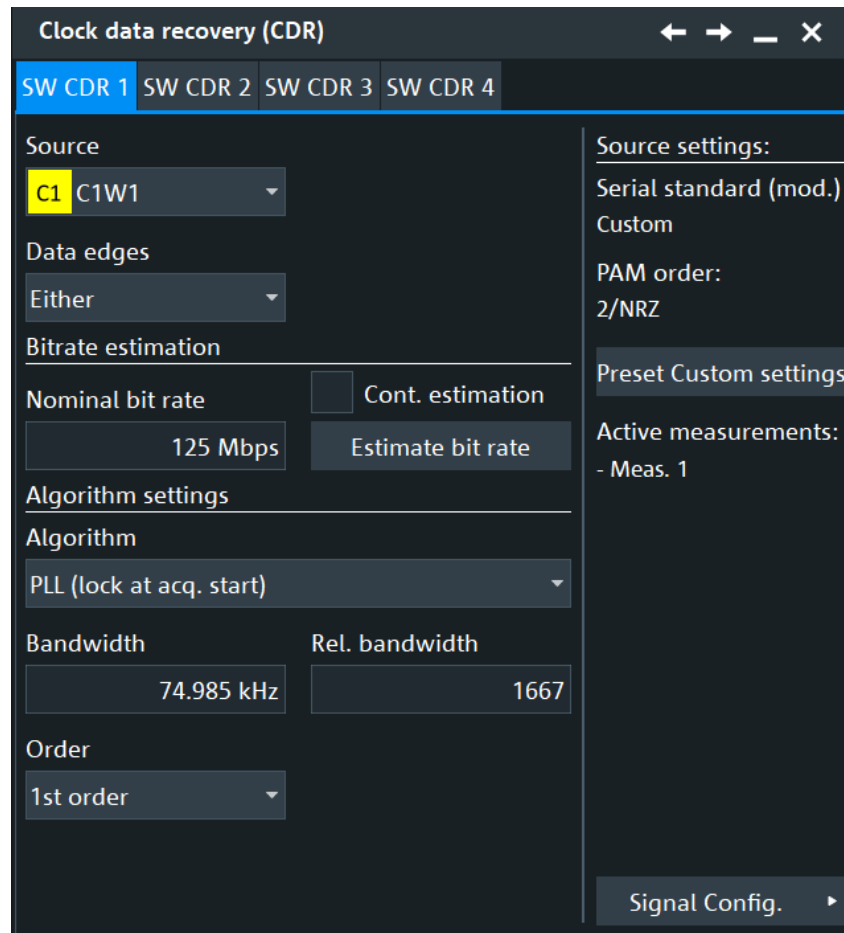 Clock data recovery (CDR)
SW CDR 1 SW CDR 2 SW CDR 3 SW CDR 4
Source
C1 C1W1
Data edges
Either
Bitrate estimation
Nominal bit rate
Cont. estimation
125 Mbps
Estimate bit rate
Algorithm settings
Algorithm
PLL (lock at acq. start)
Bandwidth
Rel. bandwidth
74.985 kHz
1667
Order
1st order
Source settings:
Serial standard (mod.)
Custom
PAM order:
2/NRZ
Preset Custom settings
Active measurements:
- Meas. 1
Signal Config.